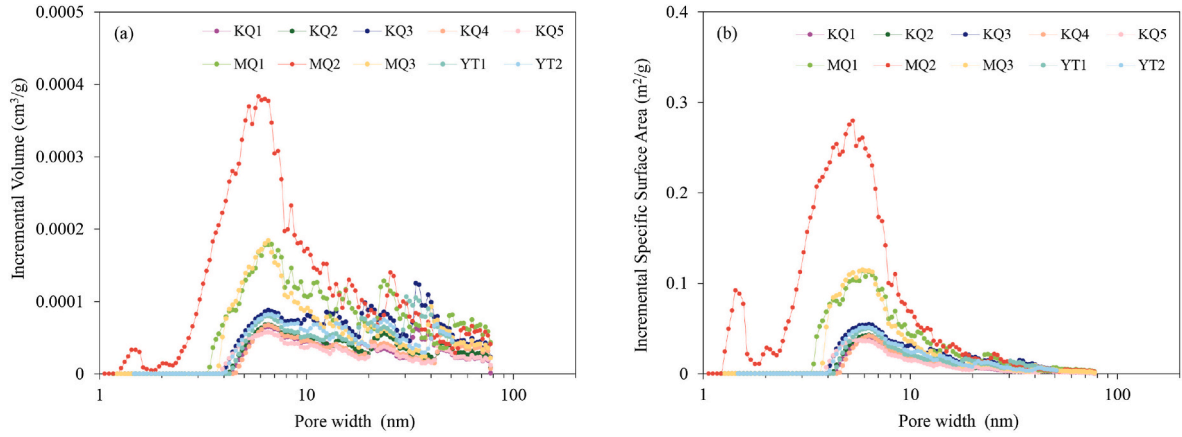 (a)
KQ1 KQ2 KQ3 KQ4 KQ5
MQ1 MQ2 MQ3 YT1 YT2
Incremental Volume (cm³/g)
0.0005
0.0004
0.0003
0.0002
0.0001
0
1 10 100
Pore width (nm)
(b)
KQ1 KQ2 KQ3 KQ4 KQ5
MQ1 MQ2 MQ3 YT1 YT2
Incremental Specific Surface Area (m²/g)
0.4
0.3
0.2
0.1
0
1 10 100
Pore width (nm)